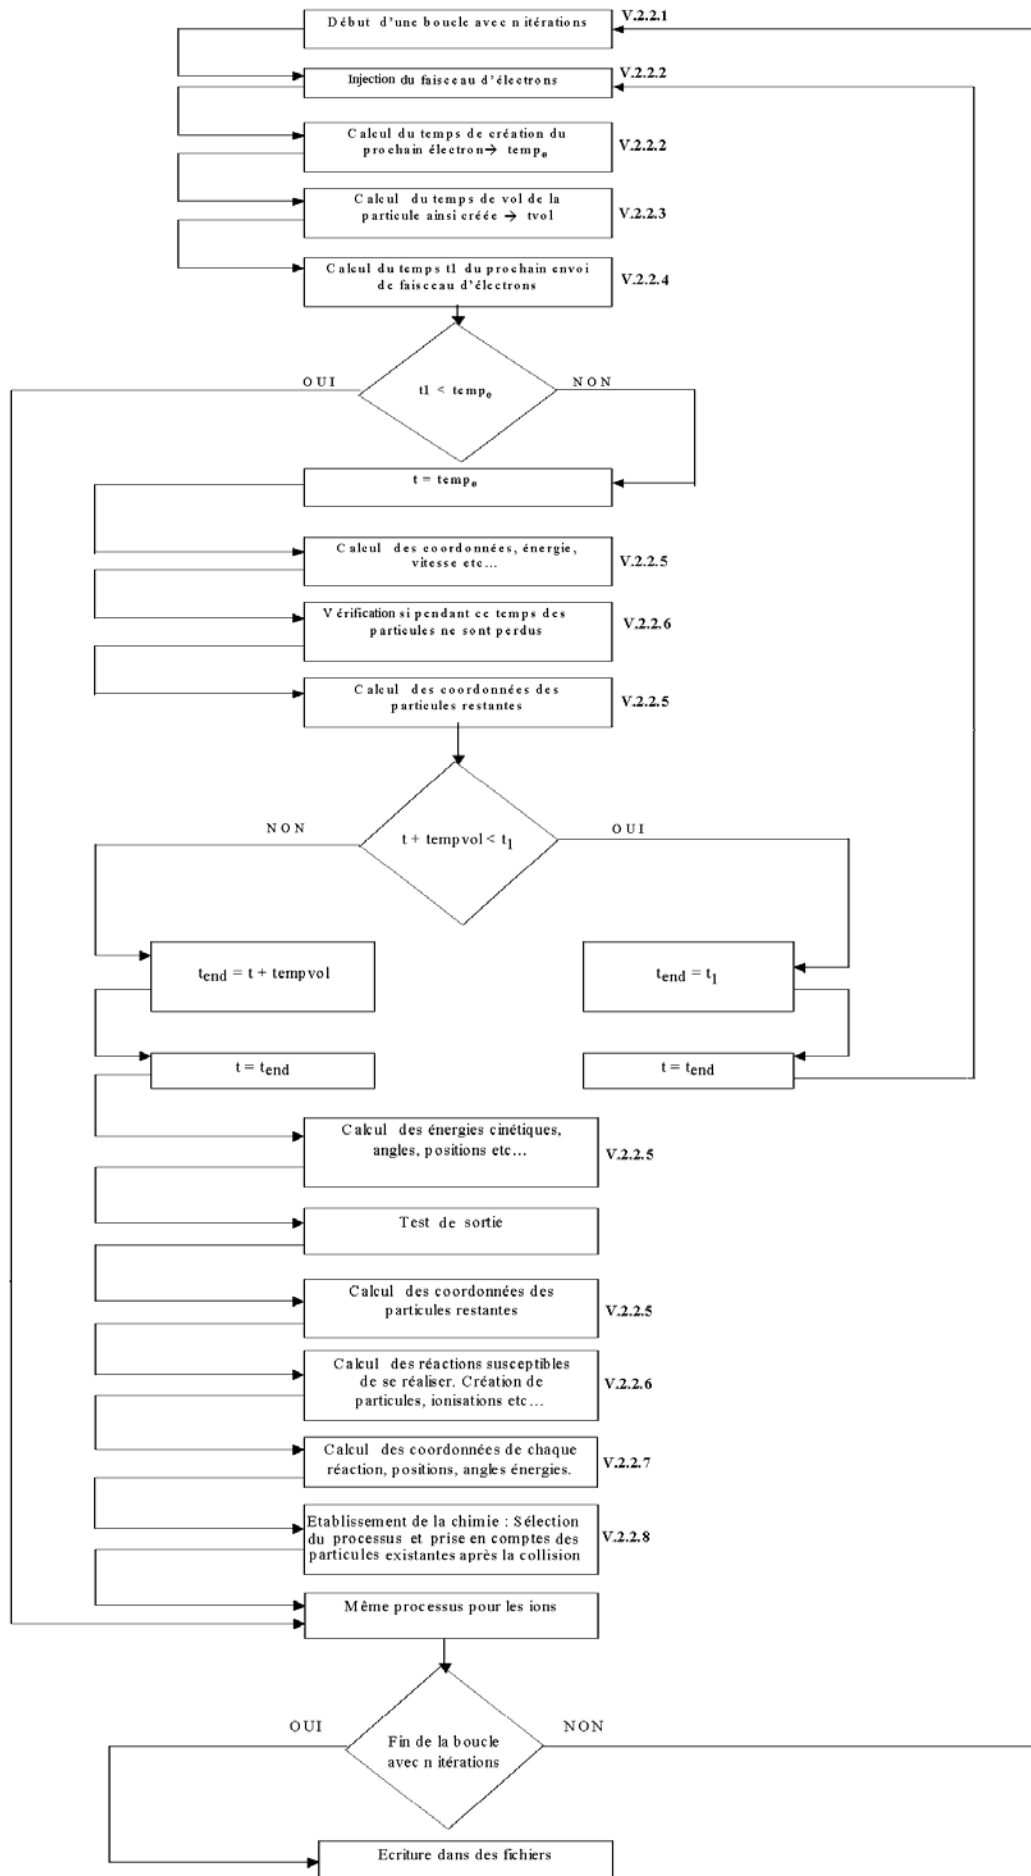 Début d'une boucle avec n itérations
V.2.2.1
Injection du faisceau d'électrons
V.2.2.2
Calcul du temps de création du
prochain électron→ tempₑ
V.2.2.2
Calcul du temps de vol de la
particule ainsi créée → tvol
V.2.2.3
Calcul du temps t1 du prochain envoi
de faisceau d'électrons
V.2.2.4
OUI
t1 < tempₑ
NON
t = tempₑ
Calcul des coordonnées, énergie,
vitesse etc...
V.2.2.5
Vérification si pendant ce temps des
particules ne sont perdus
V.2.2.6
Calcul des coordonnées des
particules restantes
V.2.2.5
NON
t + tempvol < t₁
OUI
tend = t + tempvol
tend = t₁
t = tend
t = tend
Calcul des énergies cinétiques,
angles, positions etc...
V.2.2.5
Test de sortie
Calcul des coordonnées des
particules restantes
V.2.2.5
Calcul des réactions susceptibles
de se réaliser. Création de
particules, ionisations etc...
V.2.2.6
Calcul des coordonnées de chaque
réaction, positions, angles énergies.
V.2.2.7
Etablissement de la chimie : Sélection
du processus et prise en comptes des
particules existantes après la collision
V.2.2.8
Même processus pour les ions
OUI
NON
Fin de la boucle
avec n itérations
Ecriture dans des fichiers